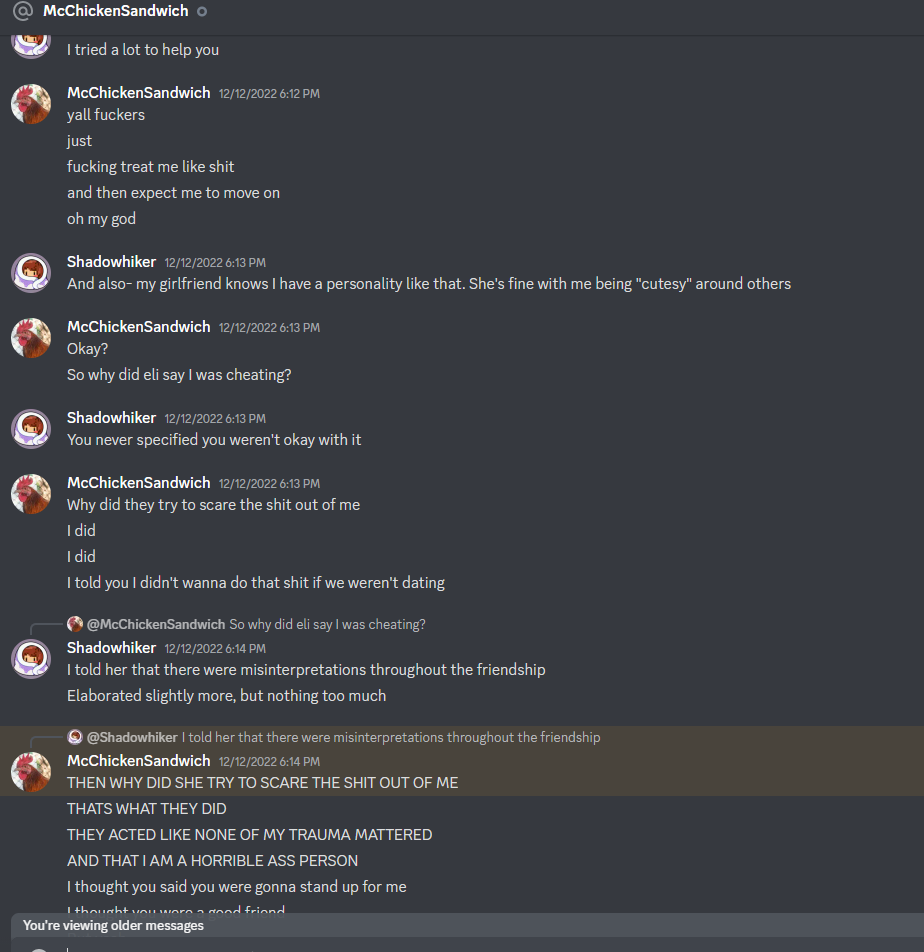 McChickenSandwich
I tried a lot to help you
McChickenSandwich 12/12/2022 6:12 PM
yall fuckers
just
fucking treat me like shit
and then expect me to move on
oh my god
Shadowhiker 12/12/2022 6:13 PM
And also- my girlfriend knows I have a personality like that. She's fine with me being "cutesy" around others
McChickenSandwich 12/12/2022 6:13 PM
Okay?
So why did eli say I was cheating?
Shadowhiker 12/12/2022 6:13 PM
You never specified you weren't okay with it
McChickenSandwich 12/12/2022 6:13 PM
Why did they try to scare the shit out of me
I did
I did
I told you I didn't wanna do that shit if we weren't dating
@McChickenSandwich So why did eli say I was cheating?
Shadowhiker 12/12/2022 6:14 PM
I told her that there were misinterpretations throughout the friendship
Elaborated slightly more, but nothing too much
@Shadowhiker I told her that there were misinterpretations throughout the friendship
McChickenSandwich 12/12/2022 6:14 PM
THEN WHY DID SHE TRY TO SCARE THE SHIT OUT OF ME
THATS WHAT THEY DID
THEY ACTED LIKE NONE OF MY TRAUMA MATTERED
AND THAT I AM A HORRIBLE ASS PERSON
I thought you said you were gonna stand up for me
I thought you were a good friend
You're viewing older messages